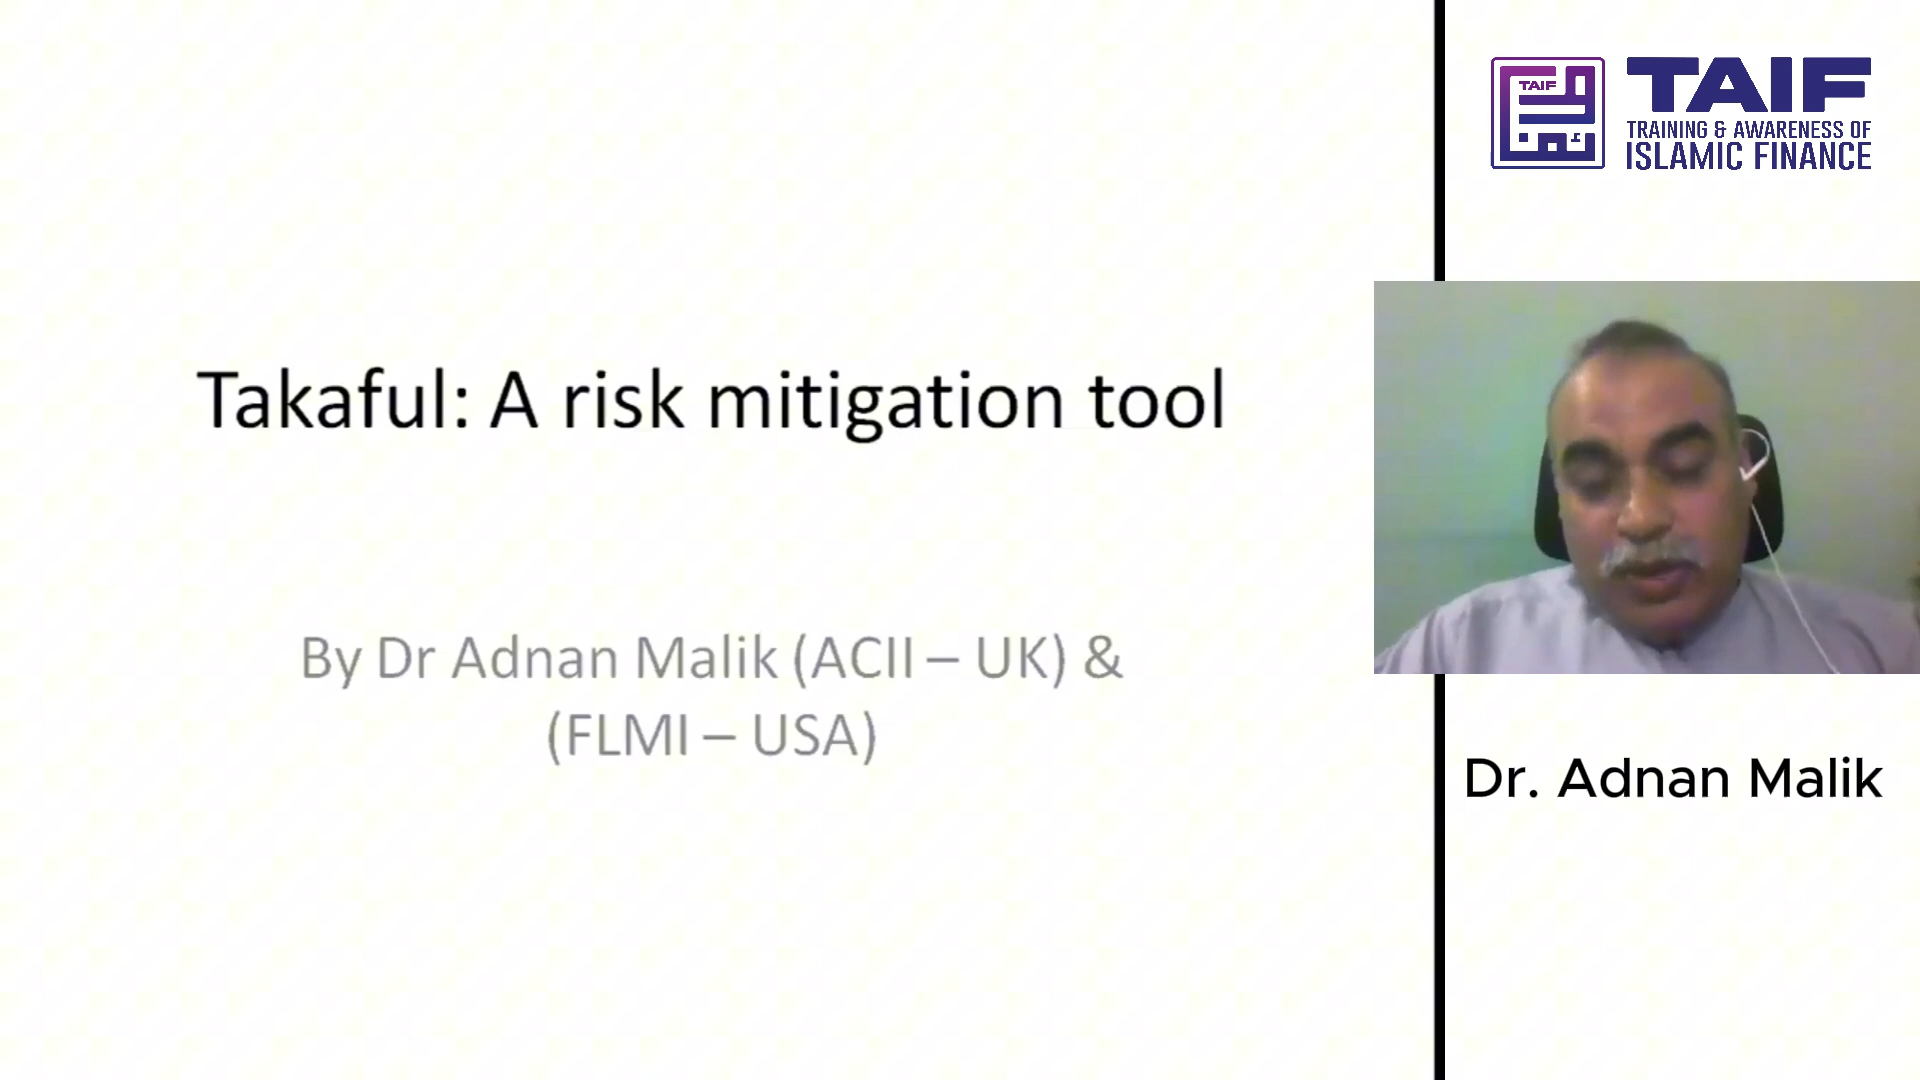 Takaful: A risk mitigation tool
By Dr Adnan Malik (ACII – UK) &
(FLMI – USA)
TAIF
TAIF
TRAINING & AWARENESS OF
ISLAMIC FINANCE
Dr. Adnan Malik